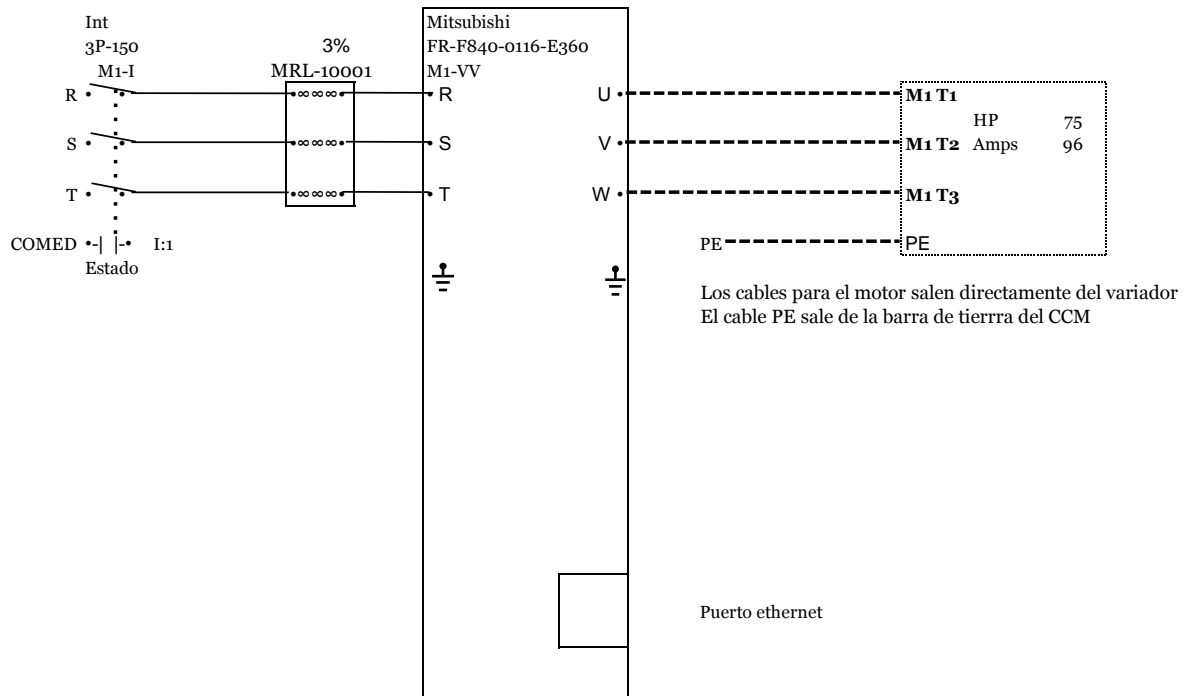 Int
3P-150
M1-I
3%
MRL-10001
Mitsubishi
FR-F840-0116-E360
M1-VV
R
R
U
M1 T1
HP 75
S
S
V
M1 T2 Amps 96
T
T
W
M1 T3
COMED
I:1
Estado
PE
PE
Los cables para el motor salen directamente del variador
El cable PE sale de la barra de tierrra del CCM
Puerto ethernet